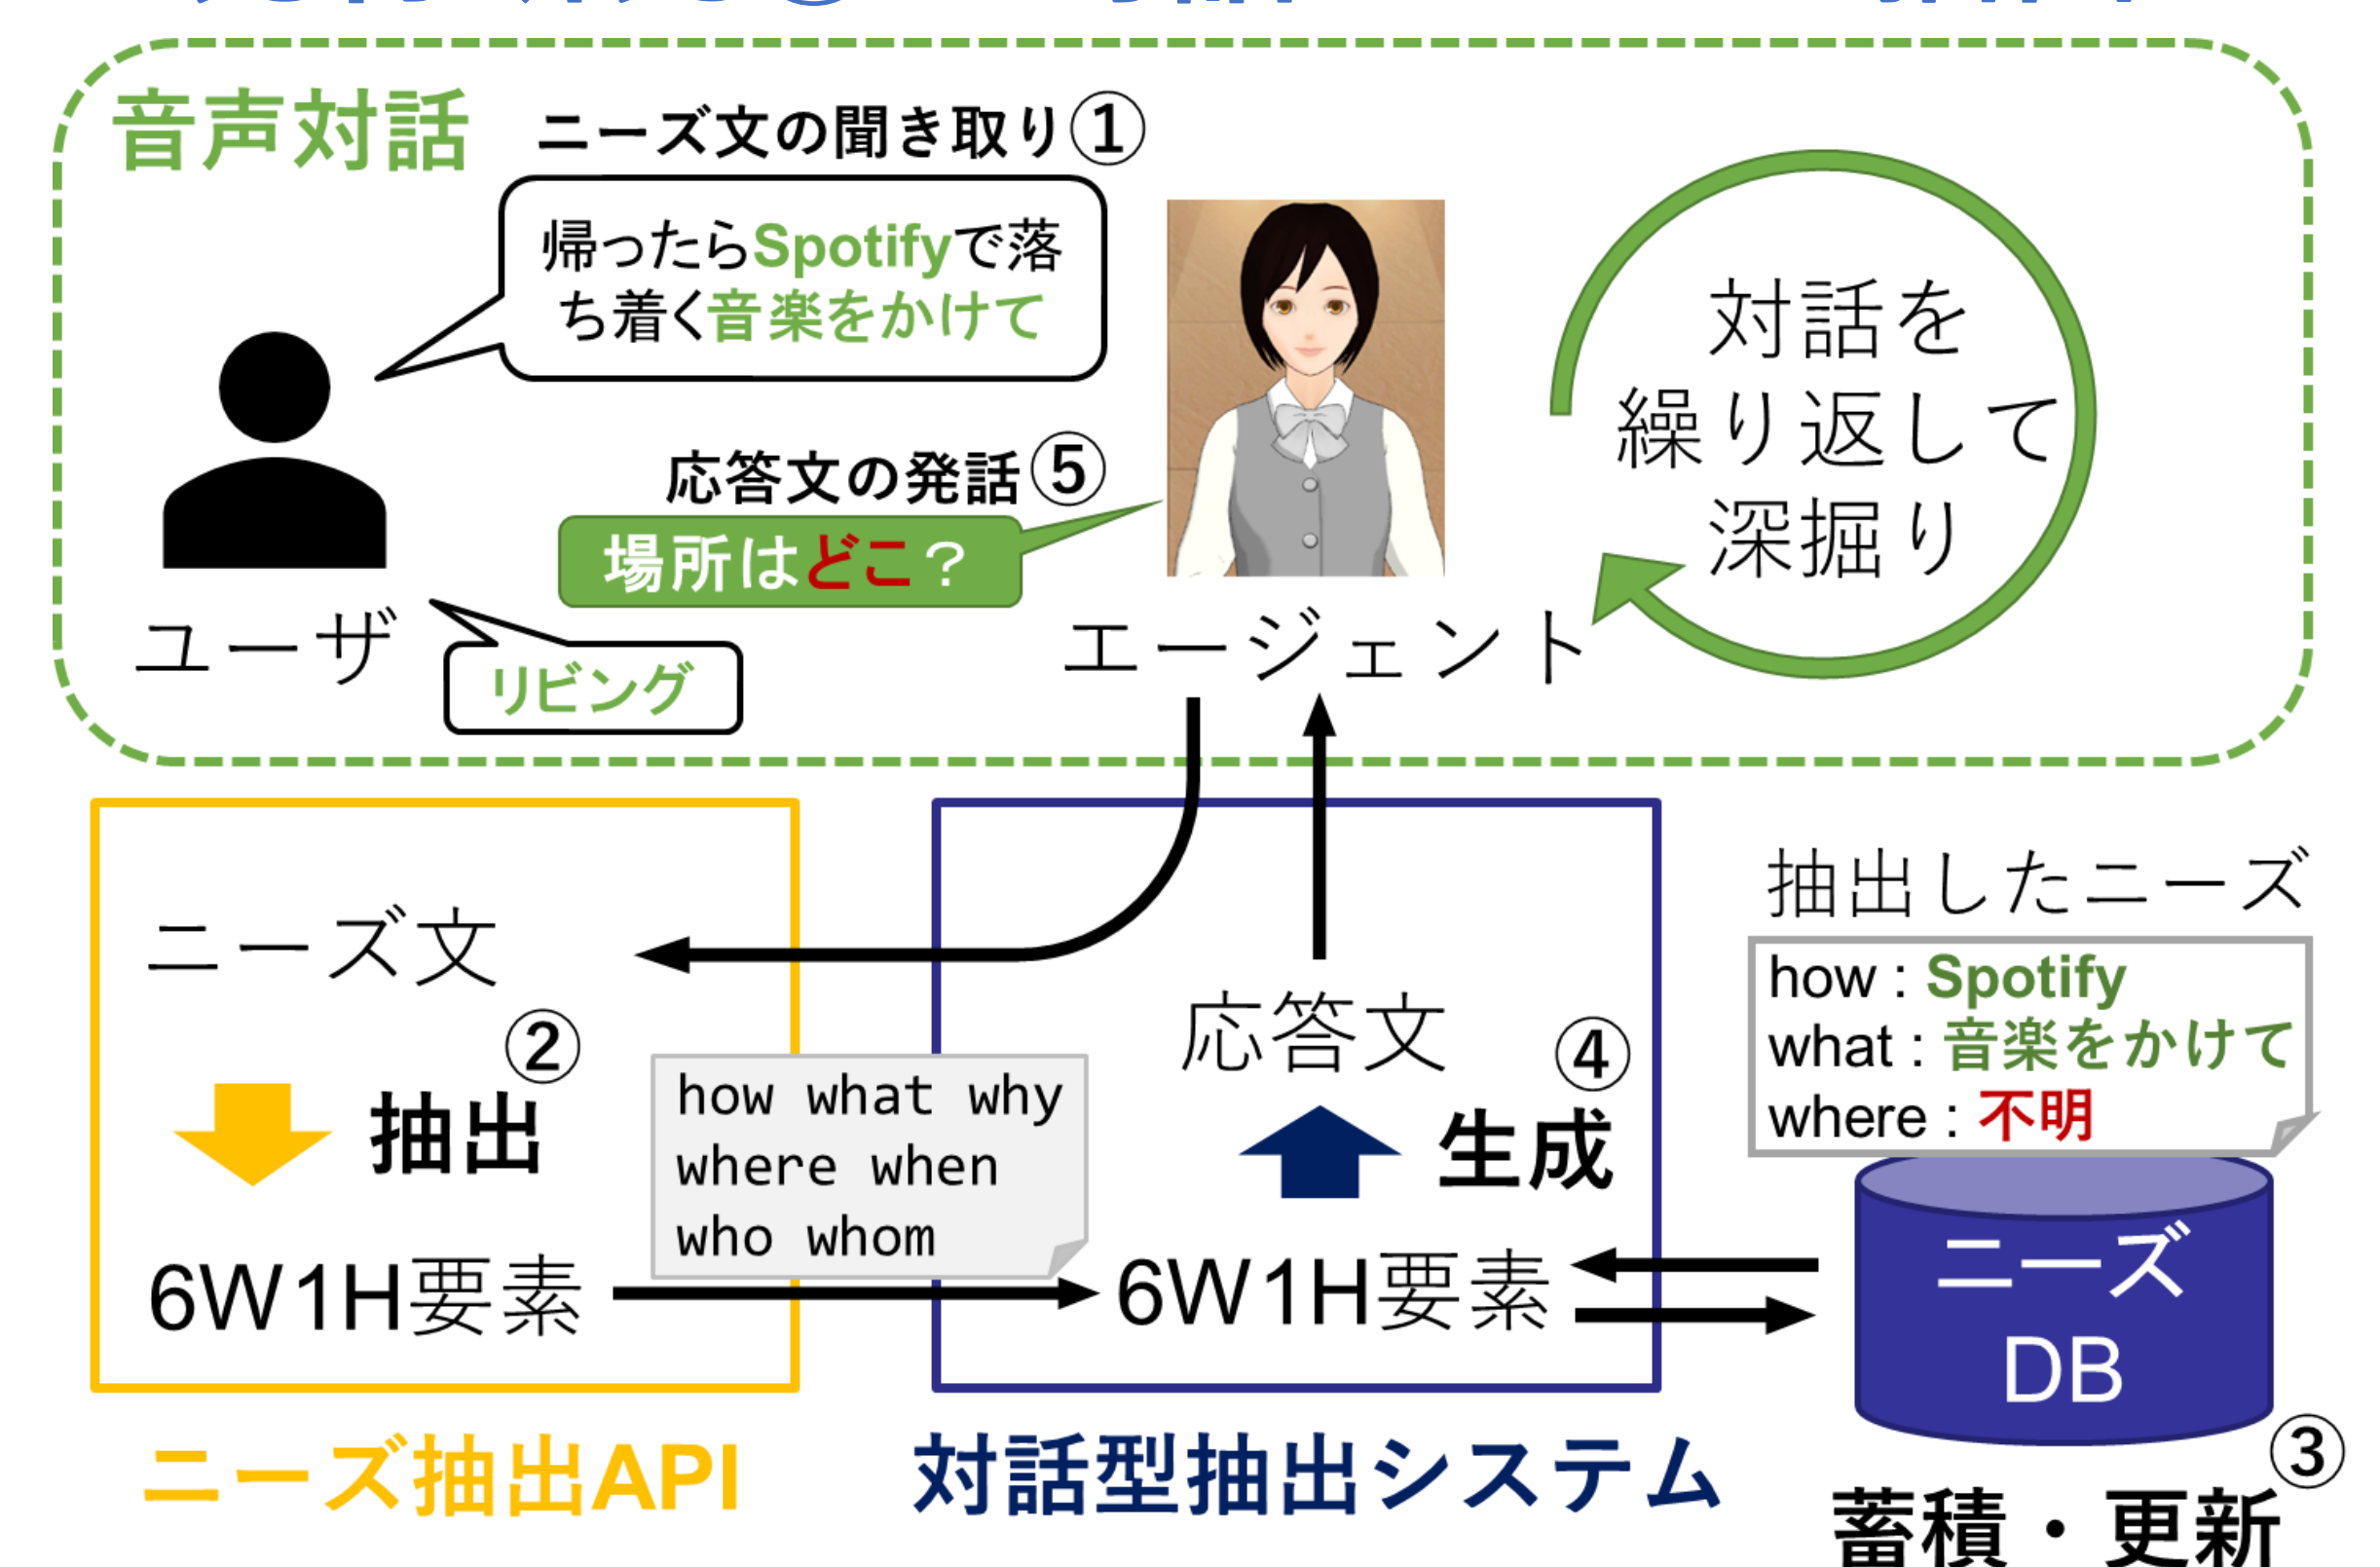 音声対話
ニーズ文の聞き取り①
帰ったらSpotifyで落
ち着く音楽をかけて
対話を
繰り返して
深掘り
応答文の発話⑤
場所はどこ？
ユーザ
リビング
エージェント
ニーズ文
②
抽出
6W1H要素
how what why
where when
who whom
応答文
④
生成
6W1H要素
抽出したニーズ
how : Spotify
what : 音楽をかけて
where : 不明
ニーズ
DB
ニーズ抽出API
対話型抽出システム
③
蓄積・更新